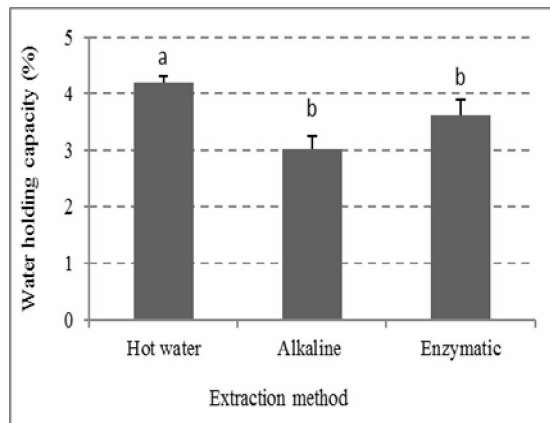 Water holding capacity (%)
5
4
3
2
1
0
a
b
b
Hot water Alkaline Enzymatic
Extraction method